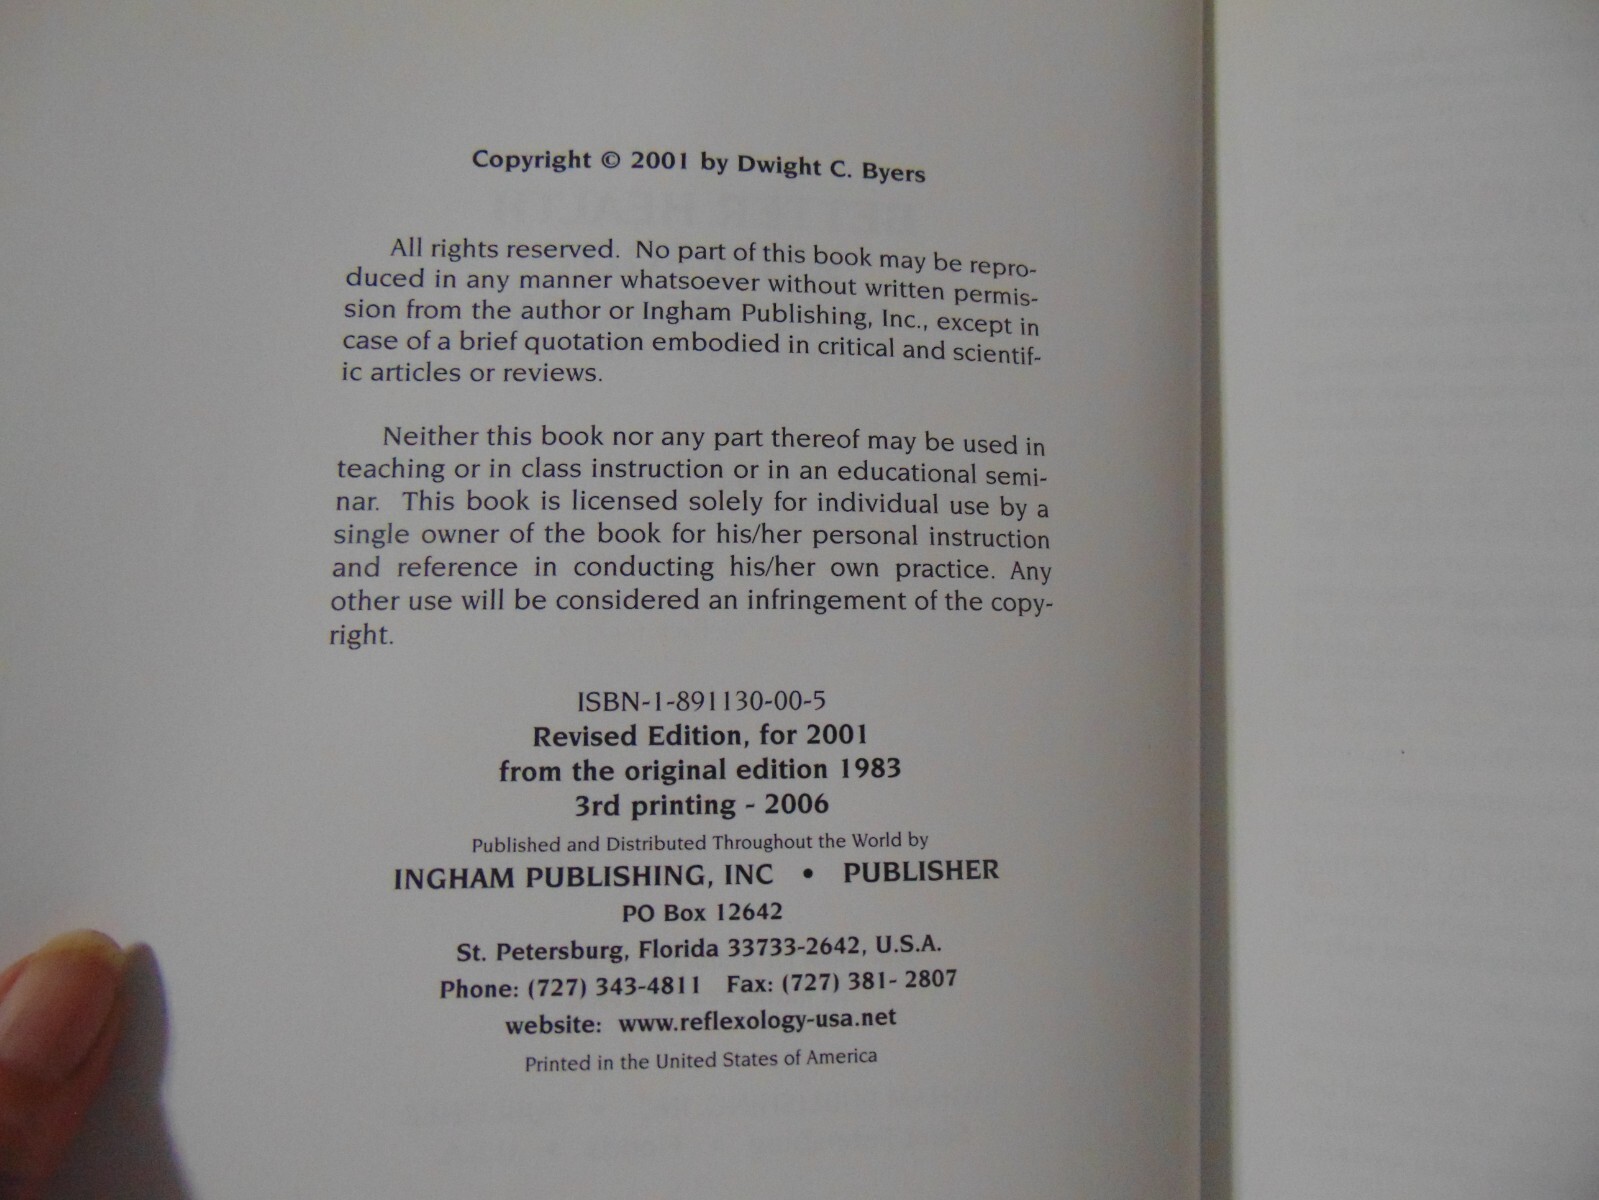 Copyright © 2001 by Dwight C. Byers
All rights reserved. No part of this book may be repro-
duced in any manner whatsoever without written permis-
sion from the author or Ingham Publishing, Inc., except in
case of a brief quotation embodied in critical and scientif-
ic articles or reviews.
Neither this book nor any part thereof may be used in
teaching or in class instruction or in an educational semi-
nar. This book is licensed solely for individual use by a
single owner of the book for his/her personal instruction
and reference in conducting his/her own practice. Any
other use will be considered an infringement of the copy-
right.
ISBN-1-891130-00-5
Revised Edition, for 2001
from the original edition 1983
3rd printing - 2006
Published and Distributed Throughout the World by
INGHAM PUBLISHING, INC • PUBLISHER
PO Box 12642
St. Petersburg, Florida 33733-2642, U.S.A.
Phone: (727) 343-4811 Fax: (727) 381- 2807
website: www.reflexology-usa.net
Printed in the United States of America